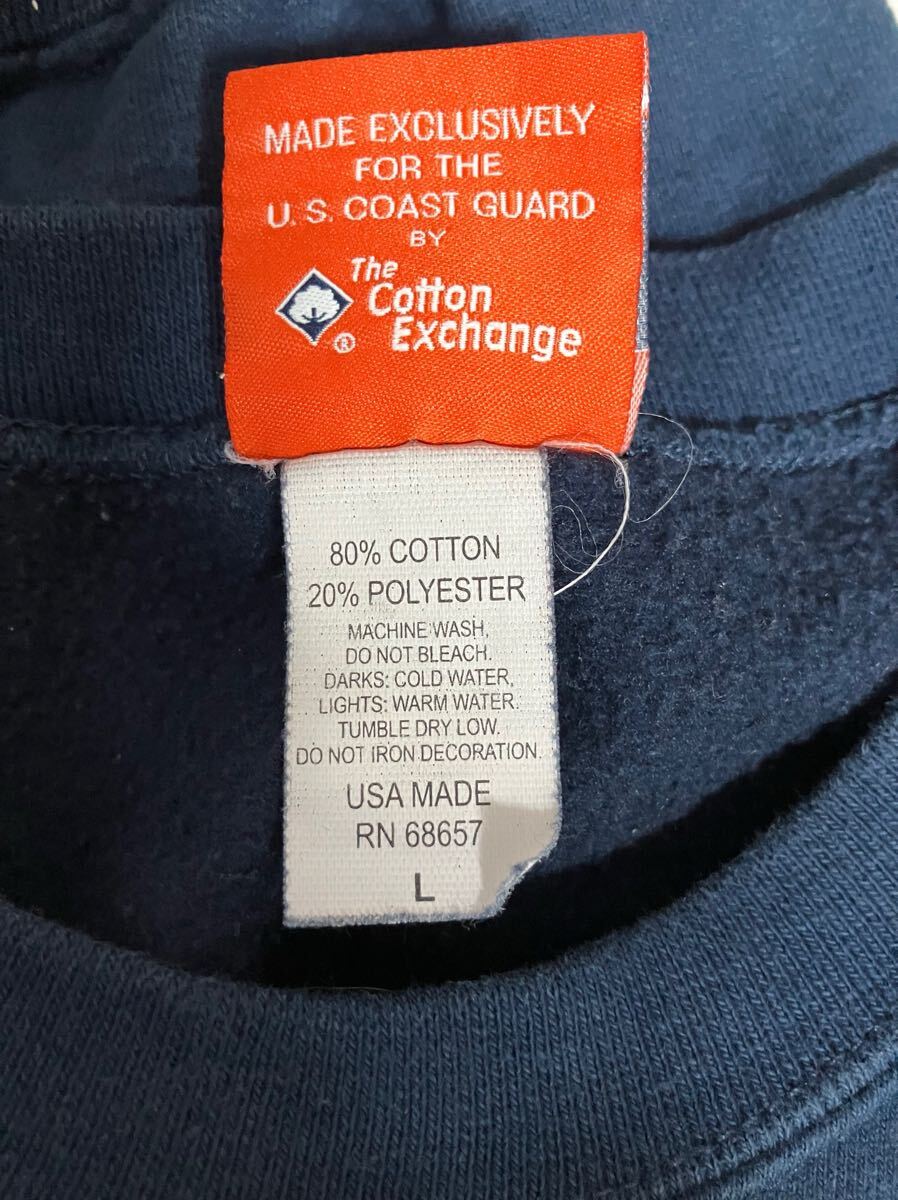 MADE EXCLUSIVELY
FOR THE
U.S. COAST GUARD
BY
The
Cotton
Exchange
®
80% COTTON
20% POLYESTER
MACHINE WASH,
DO NOT BLEACH.
DARKS: COLD WATER,
LIGHTS: WARM WATER.
TUMBLE DRY LOW.
DO NOT IRON DECORATION.
USA MADE
RN 68657
L